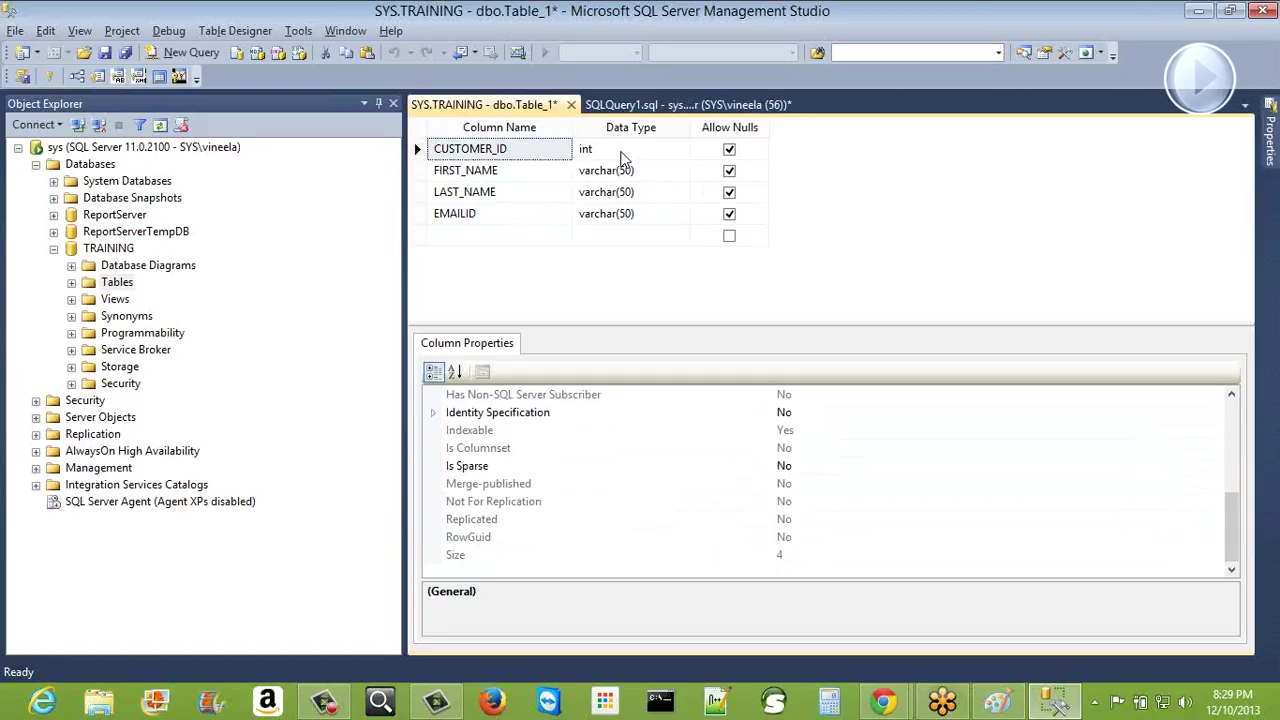 SYS.TRAINING - dbo.Table_1* - Microsoft SQL Server Management Studio
File Edit View Project Debug Table Designer Tools Window Help
New Query
Object Explorer
Connect
sys (SQL Server 11.0.2100 - SYS\vineela)
Databases
System Databases
Database Snapshots
ReportServer
ReportServerTempDB
TRAINING
Database Diagrams
Tables
Views
Synonyms
Programmability
Service Broker
Storage
Security
Security
Server Objects
Replication
AlwaysOn High Availability
Management
Integration Services Catalogs
SQL Server Agent (Agent XPs disabled)
SYS.TRAINING - dbo.Table_1* SQLQuery1.sql - sys....r (SYS\vineela (56))*
Column Name Data Type Allow Nulls
CUSTOMER_ID int
FIRST_NAME varchar(50)
LAST_NAME varchar(50)
EMAILID varchar(50)
Column Properties
Has Non-SQL Server Subscriber No
Identity Specification No
Indexable Yes
Is Columnset No
Is Sparse No
Merge-published No
Not For Replication No
Replicated No
RowGuid No
Size 4
(General)
Properties
Ready
8:29 PM
12/10/2013